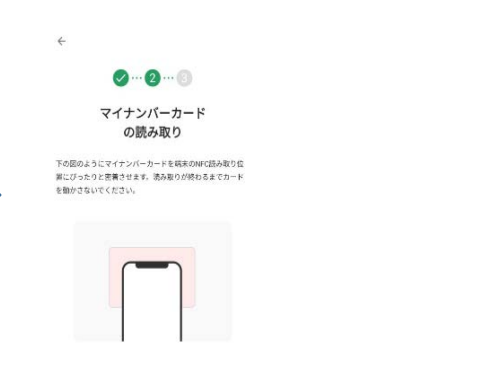 2
3
マイナンバーカード
の読み取り
下の図のようにマイナンバーカードを端末のNFC読み取り位
置にぴったりと密着させます。読み取りが終わるまでカード
を動かさないでください。